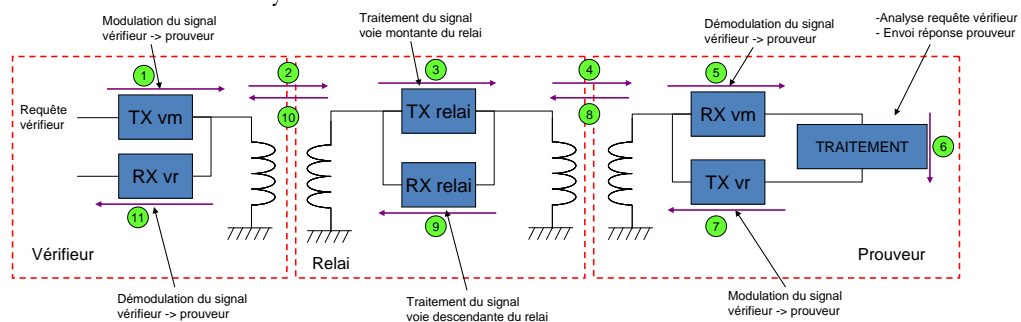 Modulation du signal
vérifieur -> prouveur
Traitement du signal
voie montante du relai
Démodulation du signal
vérifieur -> prouveur
-Analyse requête vérifieur
- Envoi réponse prouveur
1
2
3
4
5
Requête
vérifieur
TX vm
10
TX relai
8
RX vm
TRAITEMENT
6
RX vr
RX relai
TX vr
11
9
7
Vérifieur
Relai
Prouveur
Démodulation du signal
vérifieur -> prouveur
Traitement du signal
voie descendante du relai
Modulation du signal
vérifieur -> prouveur